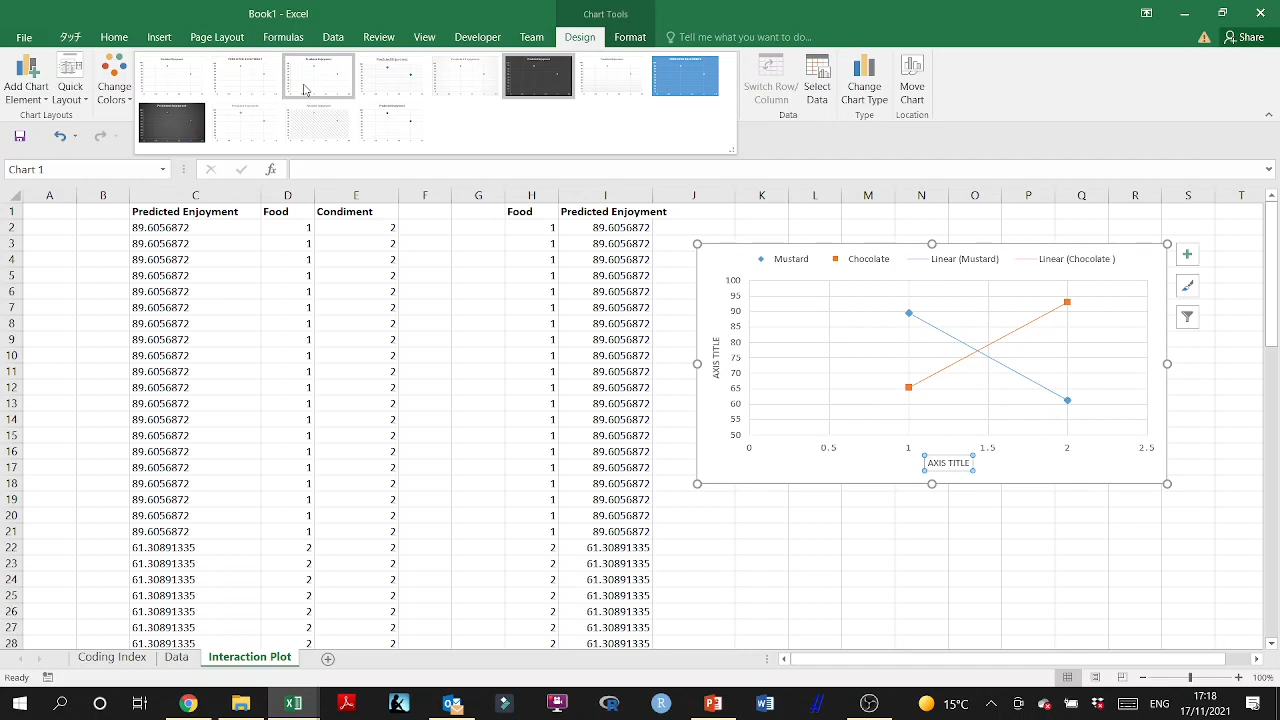 Book1 - Excel
Chart Tools
File
タッチ
Home
Insert
Page Layout
Formulas
Data
Review
View
Developer
Team
Design
Format
Tell me what you want to do...
Share
Add Chart
Quick
Change
Colors
Chart Layouts
Switch Row/
Select
Data
Change
Move
Chart
Data
Type
Location
Chart 1
A B C D E F G H I J K L M N O P Q R S T
Predicted Enjoyment Food Condiment Food Predicted Enjoyment
89.6056872 1 2 1 89.6056872
89.6056872 1 2 1 89.6056872
89.6056872 1 2 1 89.6056872
5 89.6056872 1 2 1 89.6056872
6 89.6056872 1 2 1 89.6056872
7 89.6056872 1 2 1 89.6056872
8 89.6056872 1 2 1 89.6056872
9 89.6056872 1 2 1 89.6056872
10 89.6056872 1 2 1 89.6056872
11 89.6056872 1 2 1 89.6056872
12 89.6056872 1 2 1 89.6056872
13 89.6056872 1 2 1 89.6056872
14 89.6056872 1 2 1 89.6056872
15 89.6056872 1 2 1 89.6056872
16 89.6056872 1 2 1 89.6056872
17 89.6056872 1 2 1 89.6056872
18 89.6056872 1 2 1 89.6056872
19 89.6056872 1 2 1 89.6056872
20 89.6056872 1 2 1 89.6056872
21 89.6056872 1 2 1 89.6056872
22 61.30891335 2 2 2 61.30891335
23 61.30891335 2 2 2 61.30891335
24 61.30891335 2 2 2 61.30891335
25 61.30891335 2 2 2 61.30891335
26 61.30891335 2 2 2 61.30891335
27 61.30891335 2 2 2 61.30891335
28 61.30891335 2 2 2 61.30891335
Mustard Chocolate Linear (Mustard) Linear (Chocolate )
100
95
90
85
80
75
70
65
60
55
50
AXIS TITLE
0 0.5 1 1.5 2 2.5
AXIS TITLE
Coding Index Data Interaction Plot
Ready
100%
15°C
17:18
17/11/2021